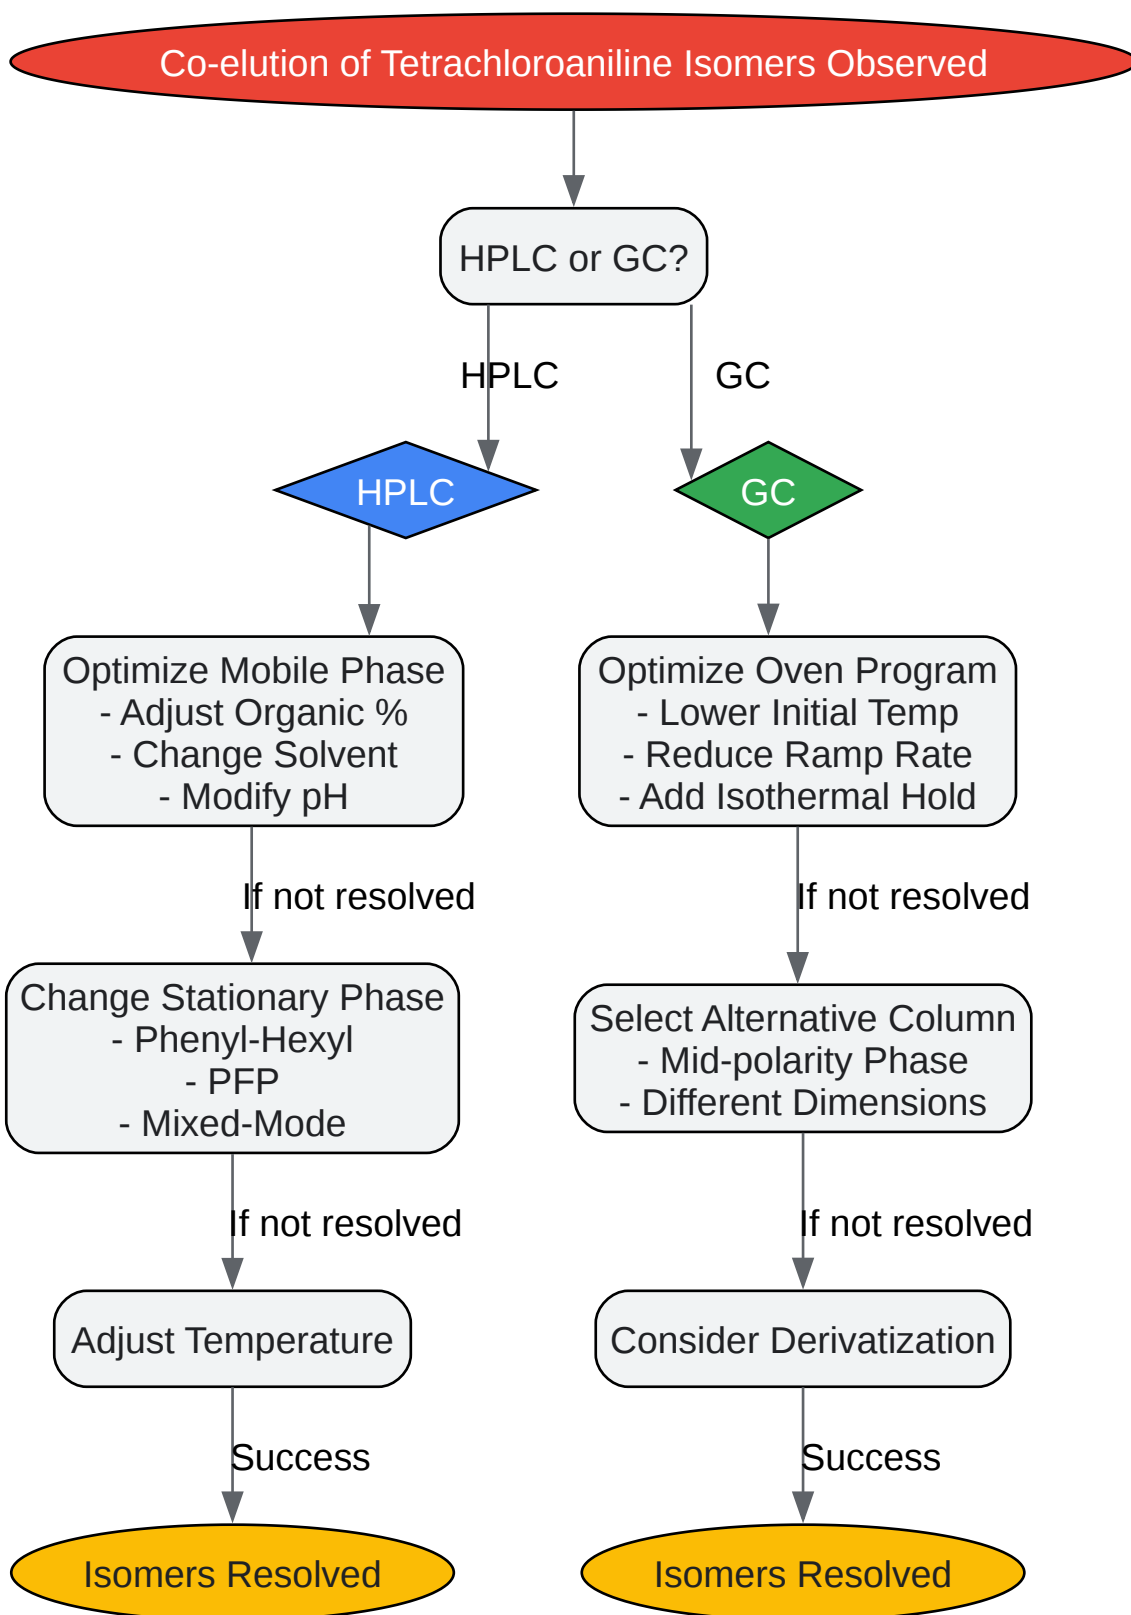 Co-elution of Tetrachloroaniline Isomers Observed
HPLC or GC?
HPLC
GC
HPLC
GC
Optimize Mobile Phase
- Adjust Organic %
- Change Solvent
- Modify pH
Optimize Oven Program
- Lower Initial Temp
- Reduce Ramp Rate
- Add Isothermal Hold
If not resolved
If not resolved
Change Stationary Phase
- Phenyl-Hexyl
- PFP
- Mixed-Mode
Select Alternative Column
- Mid-polarity Phase
- Different Dimensions
If not resolved
If not resolved
Adjust Temperature
Consider Derivatization
Success
Success
Isomers Resolved
Isomers Resolved